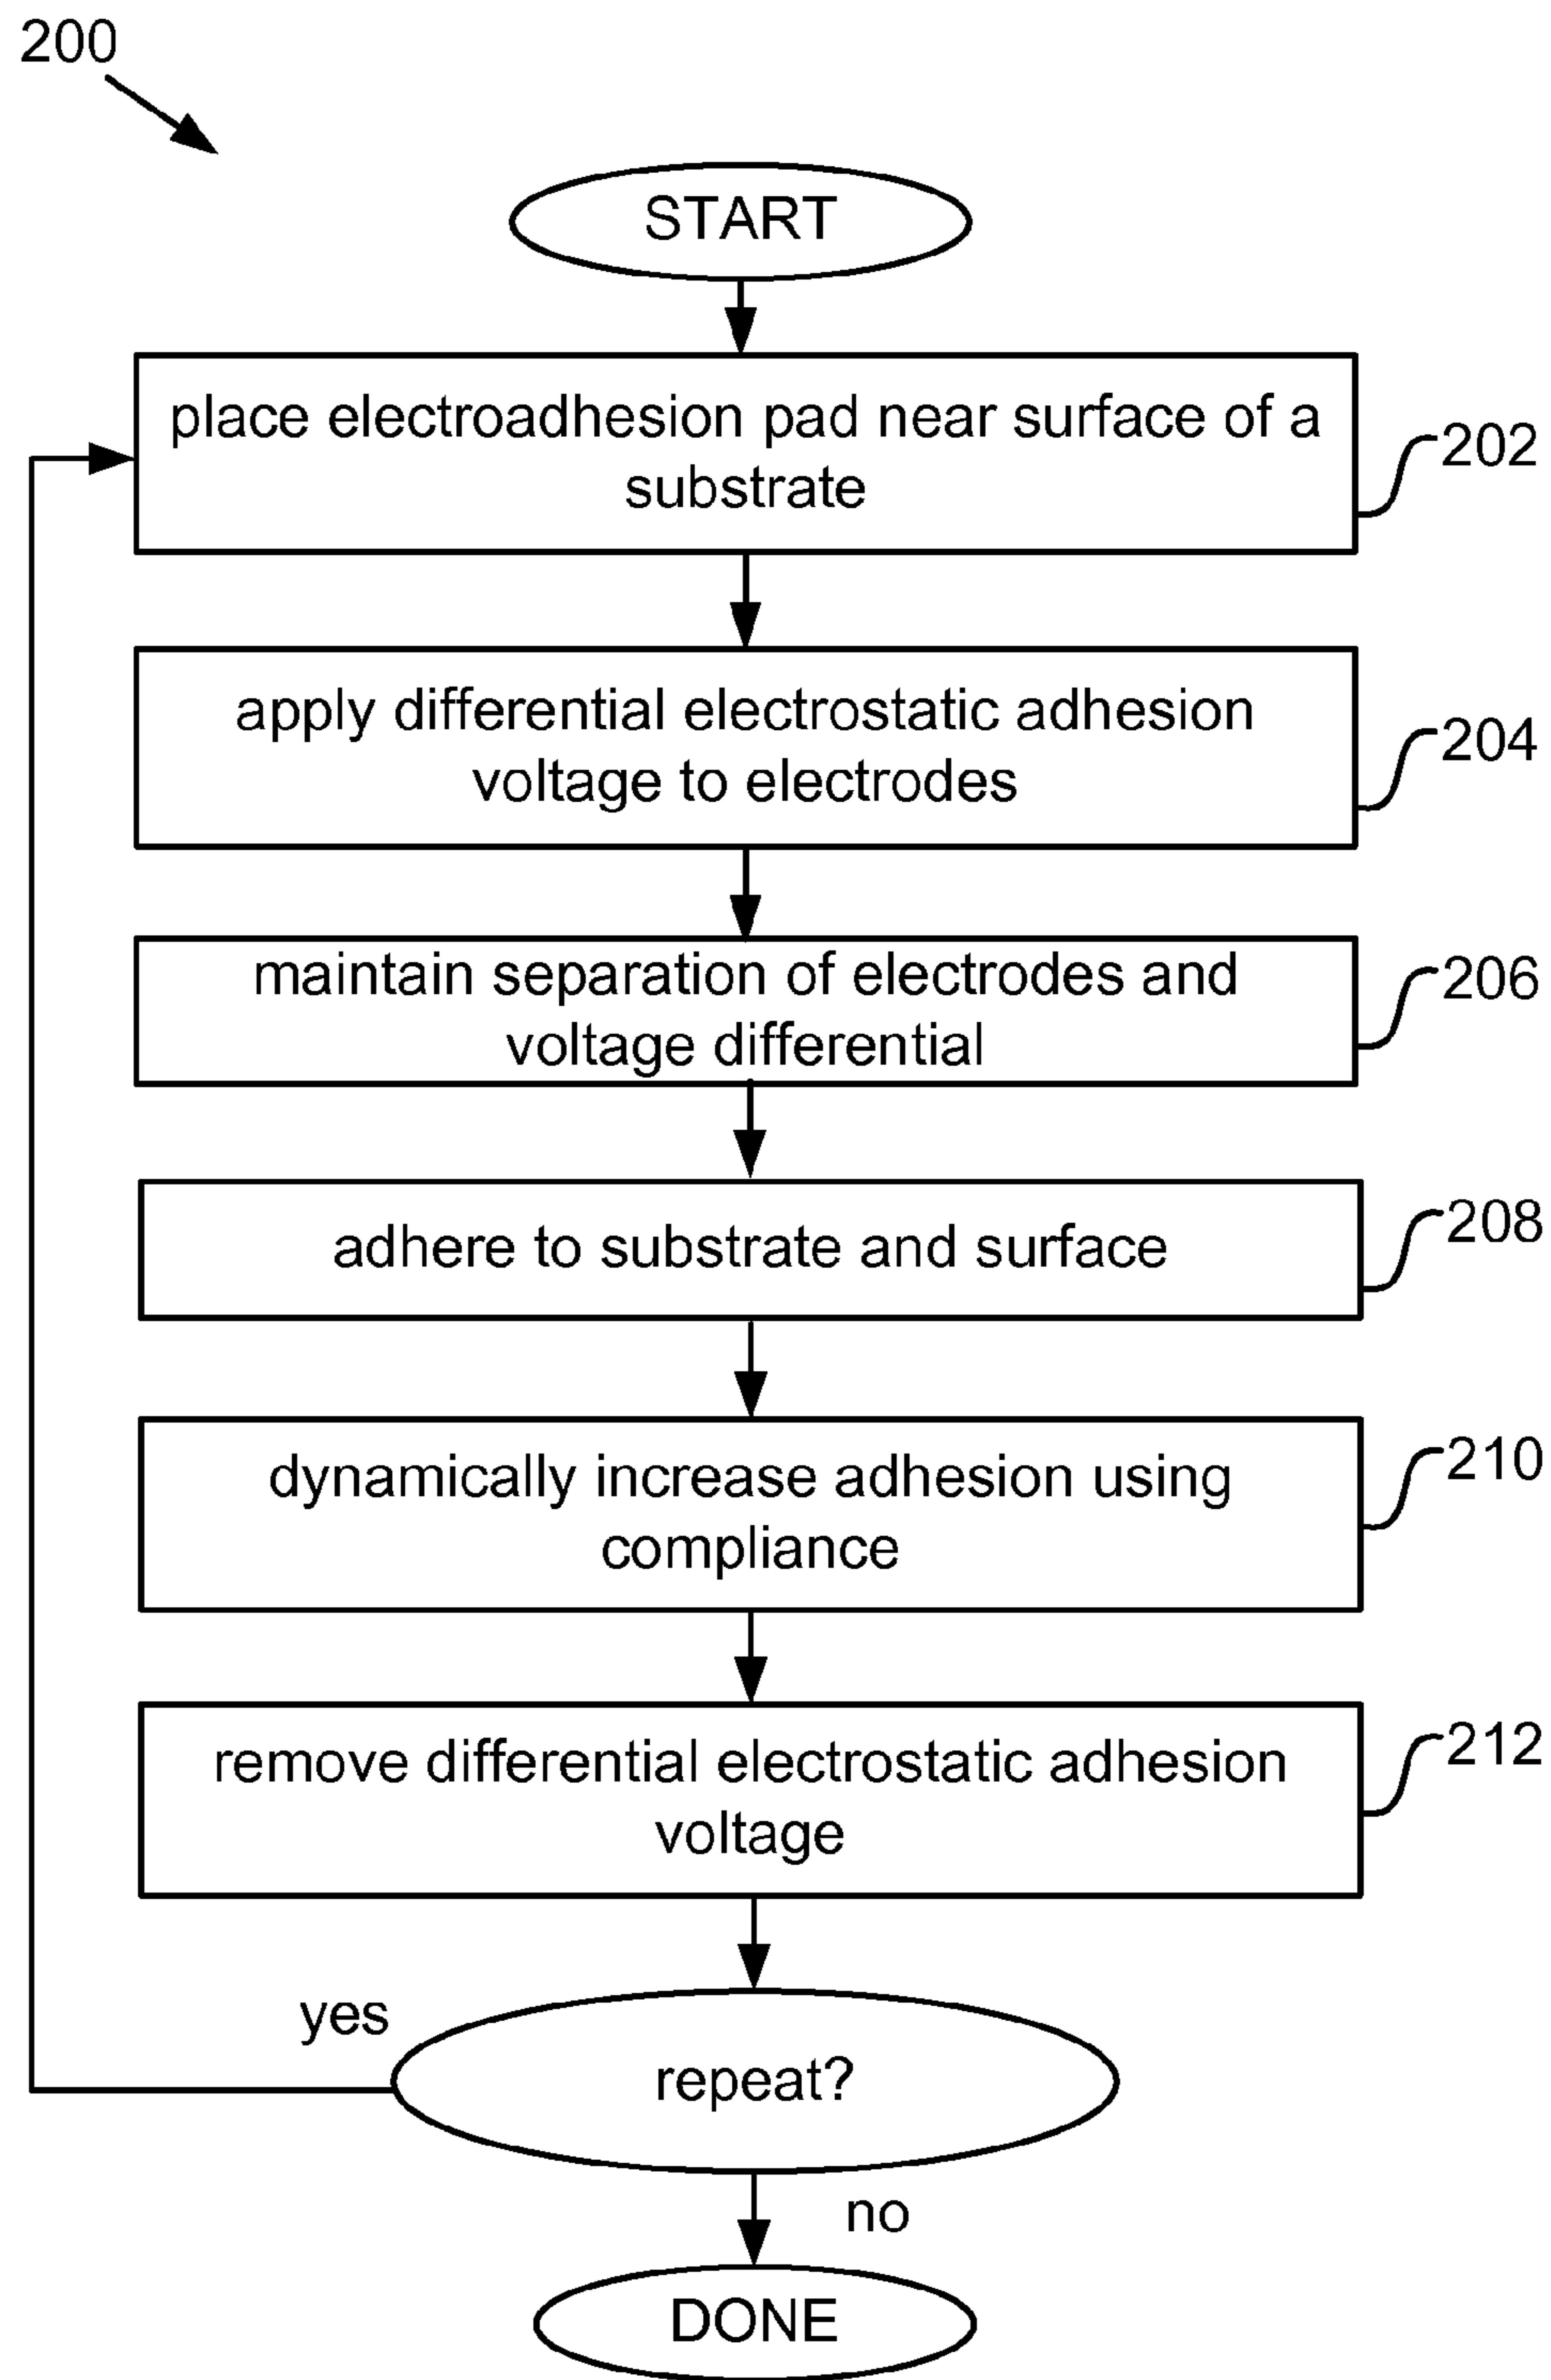 200
START
place electroadhesion pad near surface of a
substrate
202
apply differential electrostatic adhesion
voltage to electrodes
204
maintain separation of electrodes and
voltage differential
206
adhere to substrate and surface
208
dynamically increase adhesion using
compliance
210
remove differential electrostatic adhesion
voltage
212
yes
repeat?
no
DONE